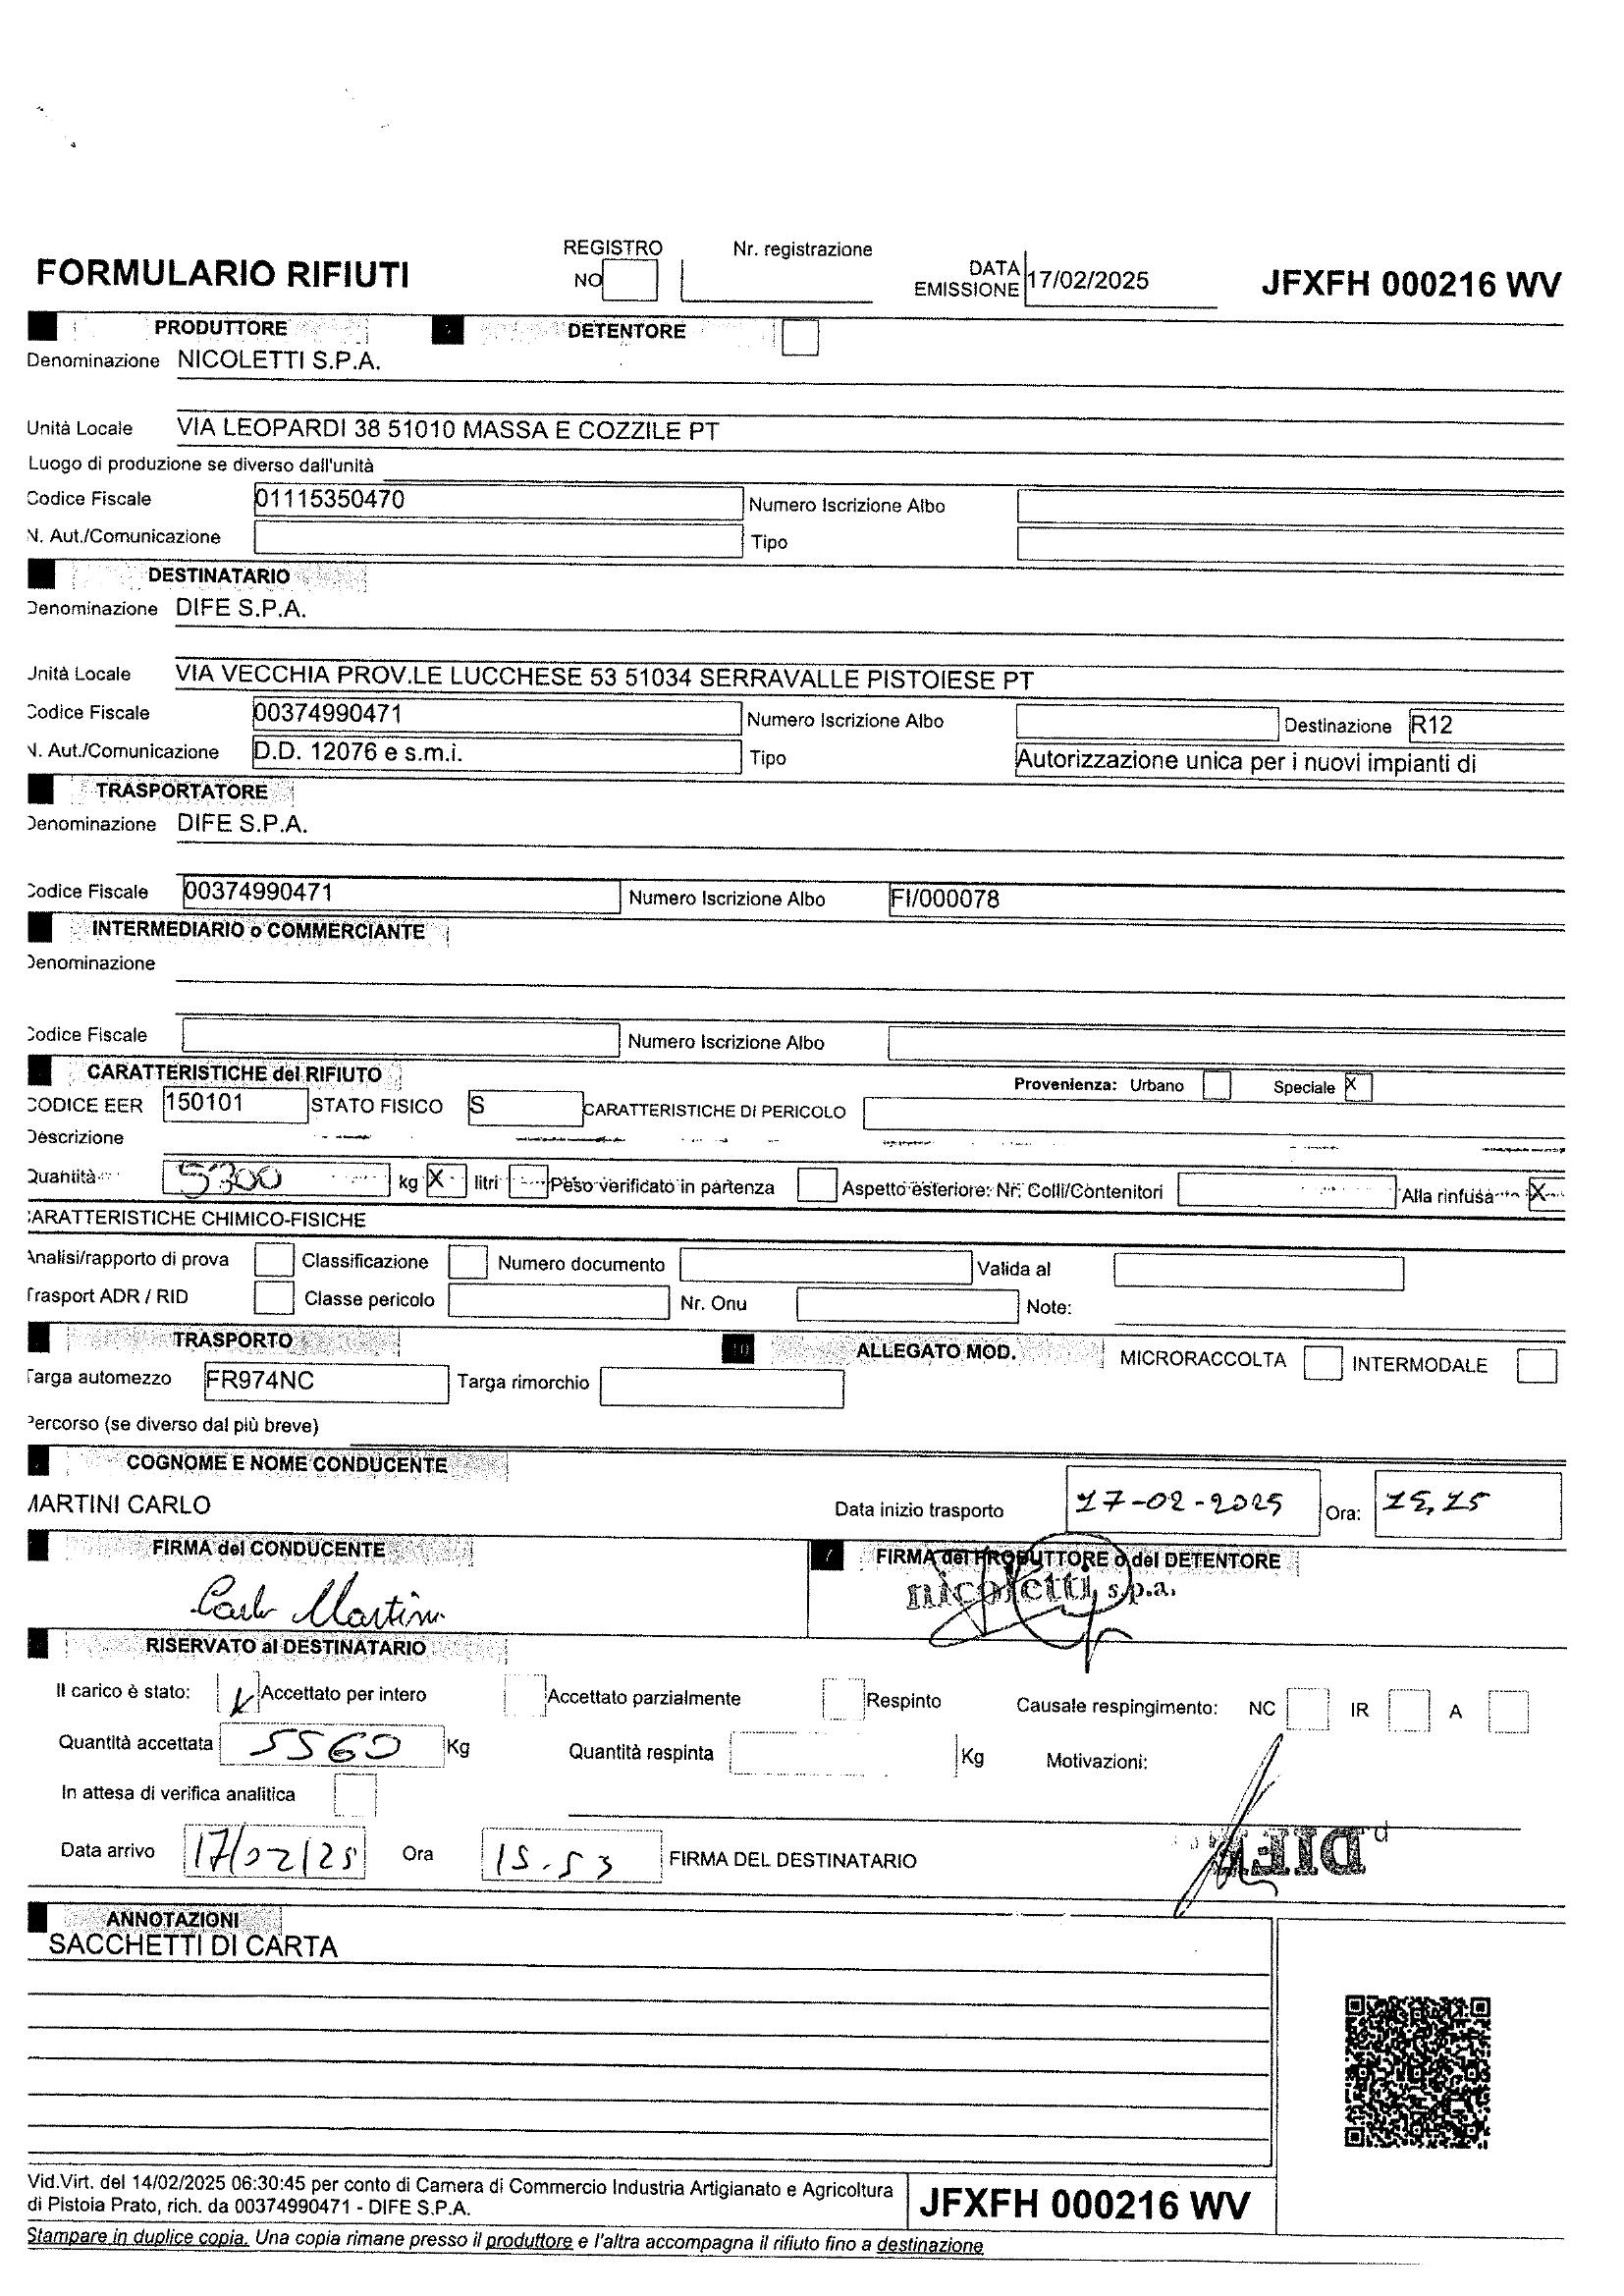 REGISTRO Nr. registrazione
FORMULARIO RIFIUTI NO DATA EMISSIONE 17/02/2025 JFXFH 000216 WV
PRODUTTORE DETENTORE
Denominazione NICOLETTI S.P.A.
Unità Locale VIA LEOPARDI 38 51010 MASSA E COZZILE PT
Luogo di produzione se diverso dall'unità
Codice Fiscale 01115350470 Numero Iscrizione Albo
N. Aut./Comunicazione Tipo
DESTINATARIO
Denominazione DIFE S.P.A.
Unità Locale VIA VECCHIA PROV.LE LUCCHESE 53 51034 SERRAVALLE PISTOIESE PT
Codice Fiscale 00374990471 Numero Iscrizione Albo Destinazione R12
N. Aut./Comunicazione D.D. 12076 e s.m.i. Tipo Autorizzazione unica per i nuovi impianti di
TRASPORTATORE
Denominazione DIFE S.P.A.
Codice Fiscale 00374990471 Numero Iscrizione Albo FI/000078
INTERMEDIARIO o COMMERCIANTE
Denominazione
Codice Fiscale Numero Iscrizione Albo
CARATTERISTICHE del RIFIUTO Provenienza: Urbano Speciale X
CODICE EER 150101 STATO FISICO S CARATTERISTICHE DI PERICOLO
Descrizione
Quantità 5300 kg X litri Peso verificato in partenza Aspetto esteriore: Nr. Colli/Contenitori Alla rinfusa X
CARATTERISTICHE CHIMICO-FISICHE
Analisi/rapporto di prova Classificazione Numero documento Valida al
Trasport ADR / RID Classe pericolo Nr. Onu Note:
TRASPORTO 10 ALLEGATO MOD. MICRORACCOLTA INTERMODALE
Targa automezzo FR974NC Targa rimorchio
Percorso (se diverso dal più breve)
COGNOME E NOME CONDUCENTE
MARTINI CARLO Data inizio trasporto 17-02-2025 Ora: 15,15
FIRMA del CONDUCENTE 7 FIRMA del PRODUTTORE o del DETENTORE
Carlo Martini nicoletti s.p.a.
RISERVATO al DESTINATARIO
Il carico è stato: Accettato per intero Accettato parzialmente Respinto Causale respingimento: NC IR A
Quantità accettata 5560 Kg Quantità respinta Kg Motivazioni:
In attesa di verifica analitica
Data arrivo 17/02/25 Ora 15.53 FIRMA DEL DESTINATARIO DIFE
ANNOTAZIONI
SACCHETTI DI CARTA
Vid.Virt. del 14/02/2025 06:30:45 per conto di Camera di Commercio Industria Artigianato e Agricoltura
di Pistoia Prato, rich. da 00374990471 - DIFE S.P.A.
JFXFH 000216 WV
Stampare in duplice copia. Una copia rimane presso il produttore e l'altra accompagna il rifiuto fino a destinazione